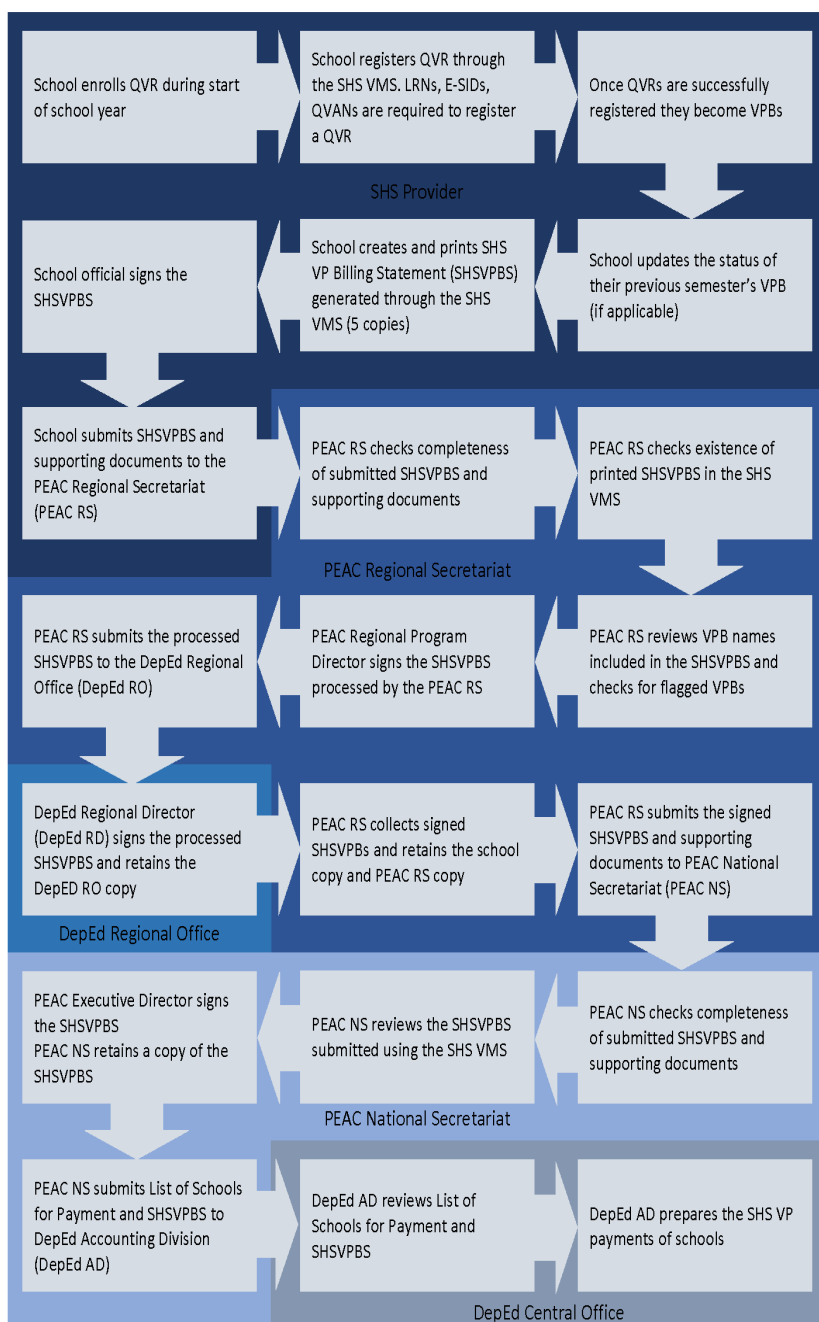 School enrolls QVR during start
of school year
School registers QVR through
the SHS VMS. LRNs, E-SIDs,
QVANs are required to register
a QVR
Once QVRs are successfully
registered they become VPBs
SHS Provider
School updates the status of
their previous semester's VPB
(if applicable)
School creates and prints SHS
VP Billing Statement (SHSVPBS)
generated through the SHS
VMS (5 copies)
School official signs the
SHSVPBS
School submits SHSVPBS and
supporting documents to the
PEAC Regional Secretariat
(PEAC RS)
PEAC RS checks completeness
of submitted SHSVPBS and
supporting documents
PEAC RS checks existence of
printed SHSVPBS in the SHS
VMS
PEAC Regional Secretariat
PEAC RS reviews VPB names
included in the SHSVPBS and
checks for flagged VPBs
PEAC Regional Program
Director signs the SHSVPBS
processed by the PEAC RS
PEAC RS submits the processed
SHSVPBS to the DepEd Regional
Office (DepEd RO)
DepEd Regional Director
(DepEd RD) signs the processed
SHSVPBS and retains the
DepED RO copy
DepEd Regional Office
PEAC RS collects signed
SHSVPBs and retains the school
copy and PEAC RS copy
PEAC RS submits the signed
SHSVPBS and supporting
documents to PEAC National
Secretariat (PEAC NS)
PEAC NS checks completeness
of submitted SHSVPBS and
supporting documents
PEAC NS reviews the SHSVPBS
submitted using the SHS VMS
PEAC Executive Director signs
the SHSVPBS
PEAC NS retains a copy of the
SHSVPBS
PEAC National Secretariat
PEAC NS submits List of Schools
for Payment and SHSVPBS to
DepEd Accounting Division
(DepEd AD)
DepEd AD reviews List of
Schools for Payment and
SHSVPBS
DepEd AD prepares the SHS VP
payments of schools
DepEd Central Office